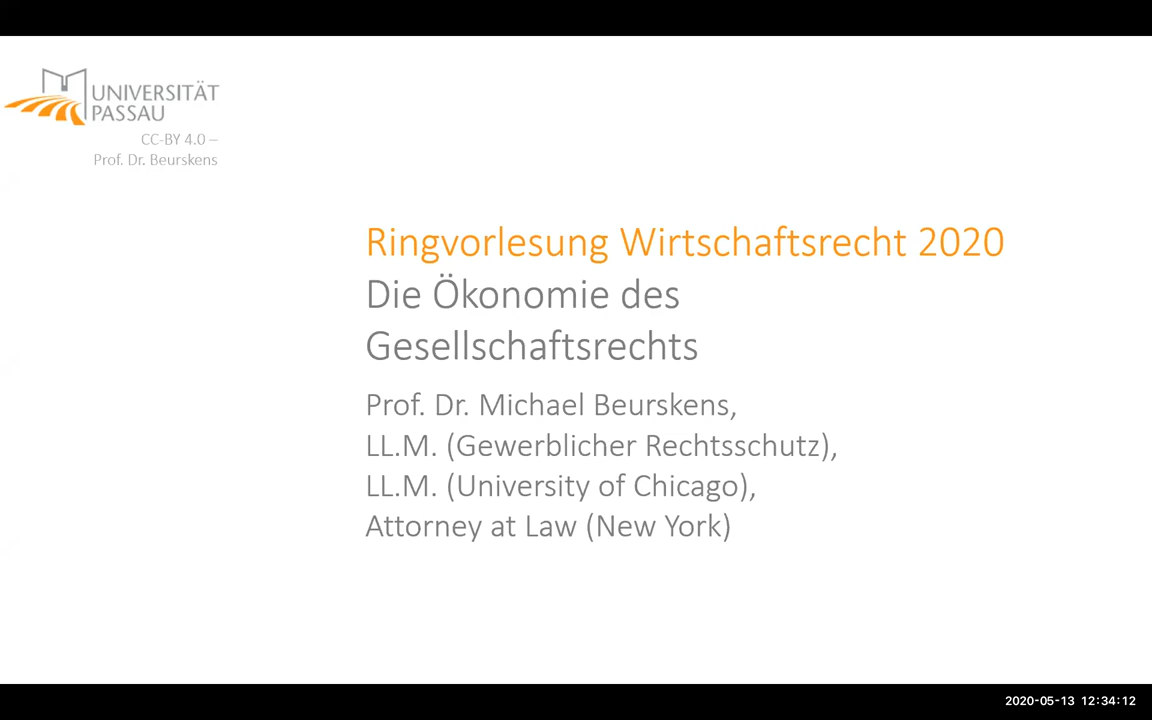 UNIVERSITÄT
PASSAU
CC-BY 4.0 –
Prof. Dr. Beurskens
Ringvorlesung Wirtschaftsrecht 2020
Die Ökonomie des
Gesellschaftsrechts
Prof. Dr. Michael Beurskens,
LL.M. (Gewerblicher Rechtsschutz),
LL.M. (University of Chicago),
Attorney at Law (New York)
2020-05-13 12:34:12